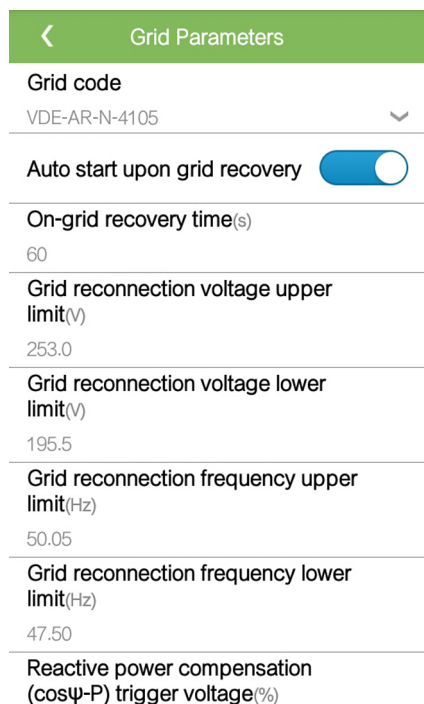 Grid Parameters
Grid code
VDE-AR-N-4105
Auto start upon grid recovery
On-grid recovery time(s)
60
Grid reconnection voltage upper
limit(V)
253.0
Grid reconnection voltage lower
limit(V)
195.5
Grid reconnection frequency upper
limit(Hz)
50.05
Grid reconnection frequency lower
limit(Hz)
47.50
Reactive power compensation
(cosψ-P) trigger voltage(%)